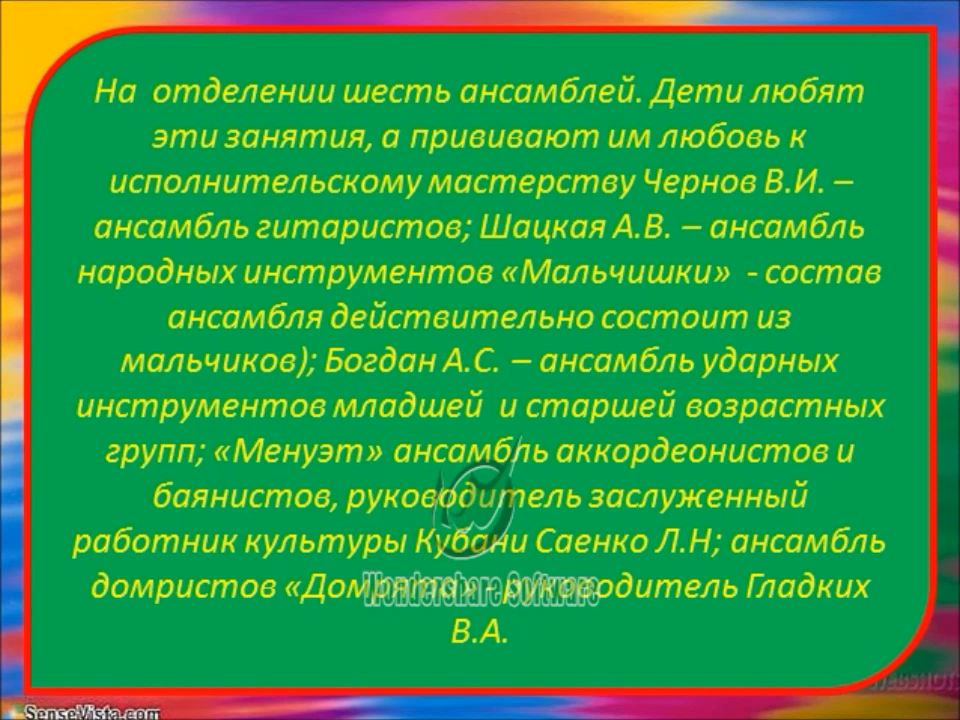 На отделении шесть ансамблей. Дети любят
эти занятия, а прививают им любовь к
исполнительскому мастерству Чернов В.И. –
ансамбль гитаристов; Шацкая А.В. – ансамбль
народных инструментов «Мальчишки» - состав
ансамбля действительно состоит из
мальчиков); Богдан А.С. – ансамбль ударных
инструментов младшей и старшей возрастных
групп; «Менуэт» ансамбль аккордеонистов и
баянистов, руководитель заслуженный
работник культуры Кубани Саенко Л.Н; ансамбль
домристов - руководитель Гладких
В.А.
Wondershare Software
SenseVista.com